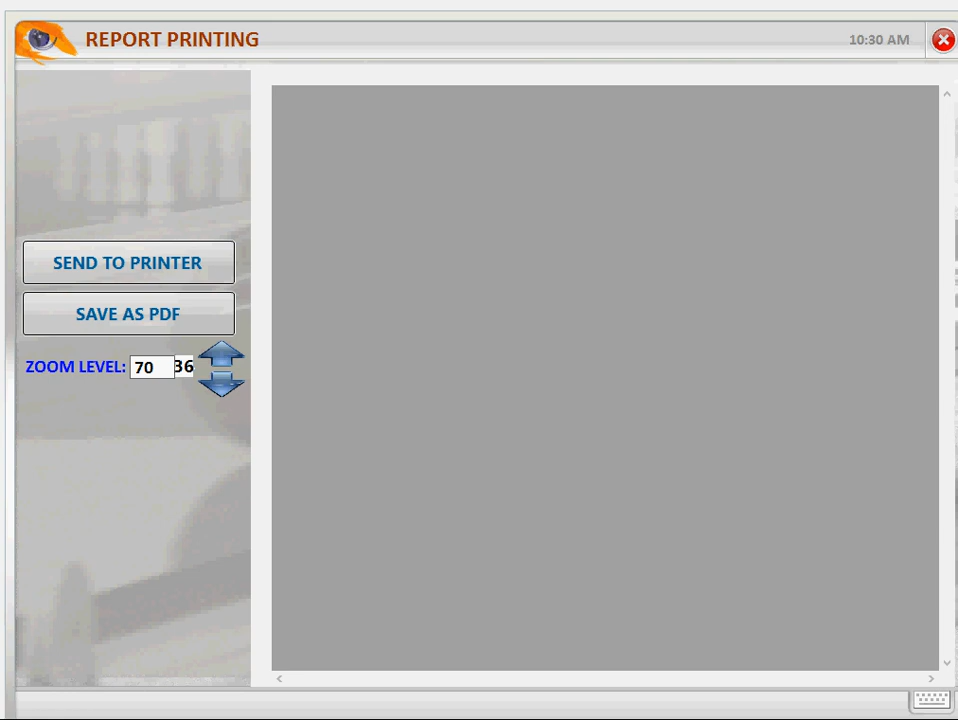 REPORT PRINTING
10:30 AM
SEND TO PRINTER
SAVE AS PDF
ZOOM LEVEL: 70 36